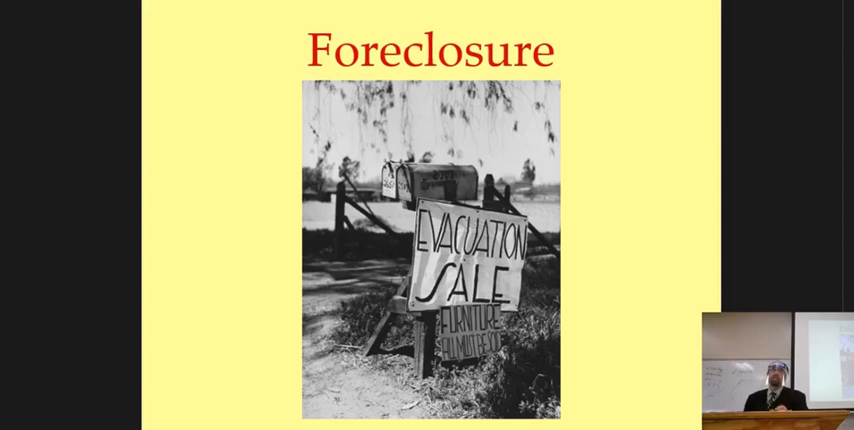 Foreclosure
EVACUATION
SALE
FURNITURE
ALL MUST BE SOLD